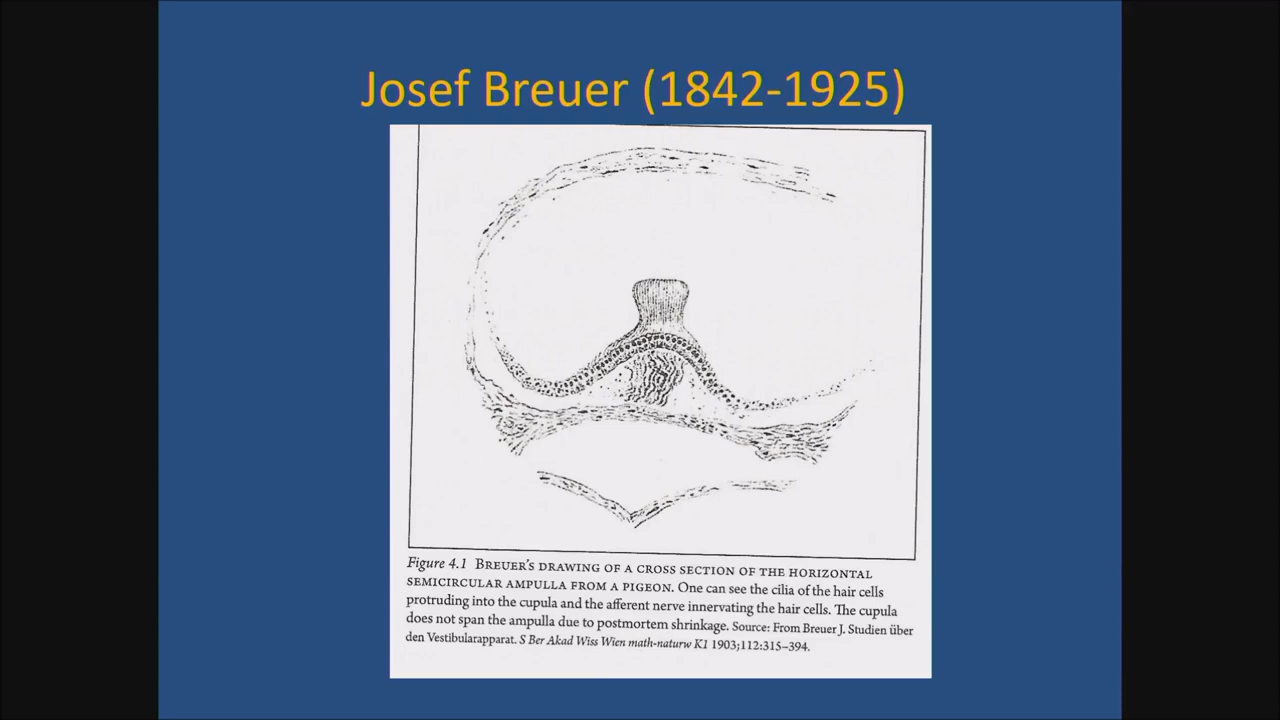 Josef Breuer (1842-1925)
Figure 4.1 BREUER'S DRAWING OF A CROSS SECTION OF THE HORIZONTAL
SEMICIRCULAR AMPULLA FROM A PIGEON. One can see the cilia of the hair cells
protruding into the cupula and the afferent nerve innervating the hair cells. The cupula
does not span the ampulla due to postmortem shrinkage. Source: From Breuer J. Studien über
den Vestibularapparat. S Ber Akad Wiss Wien math-naturw K1 1903;112:315–394.